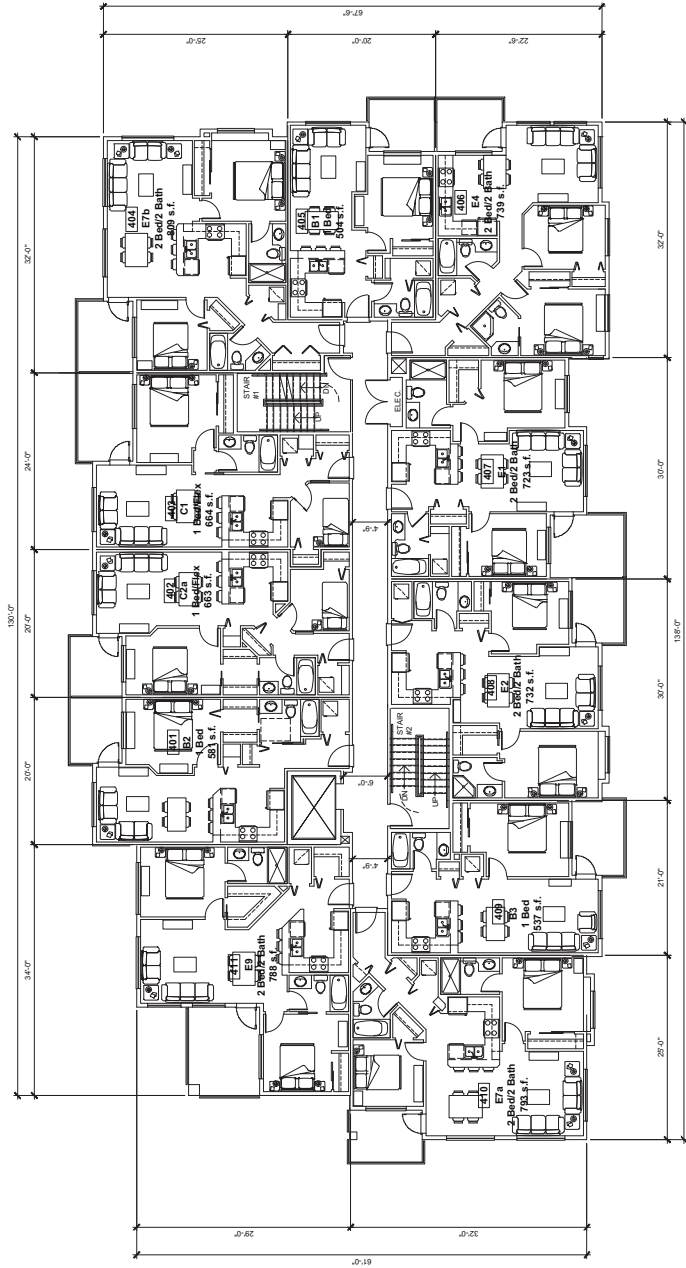 67'-6"
25'-0"
20'-0"
22'-6"
130'-0"
32'-0"
24'-0"
20'-0"
20'-0"
34'-0"
404
E7b
2 Bed/2 Bath
809 s.f.
405
B1
1 Bed
504 s.f.
406
E4
2 Bed/2 Bath
739 s.f.
STAIR
#1
DN
UP
ELEC.
403
C1
1 Bed/Flex
664 s.f.
4'-9"
407
E1
2 Bed/2 Bath
723 s.f.
402
C2a
1 Bed/Flex
663 s.f.
408
E2
2 Bed/2 Bath
732 s.f.
401
B2
1 Bed
581 s.f.
STAIR
#2
DN
UP
6'-0"
4'-9"
409
B3
1 Bed
537 s.f.
411
E9
2 Bed/2 Bath
788 s.f.
410
E7a
2 Bed/2 Bath
793 s.f.
32'-0"
30'-0"
30'-0"
21'-0"
25'-0"
138'-0"
29'-0"
32'-0"
61'-0"